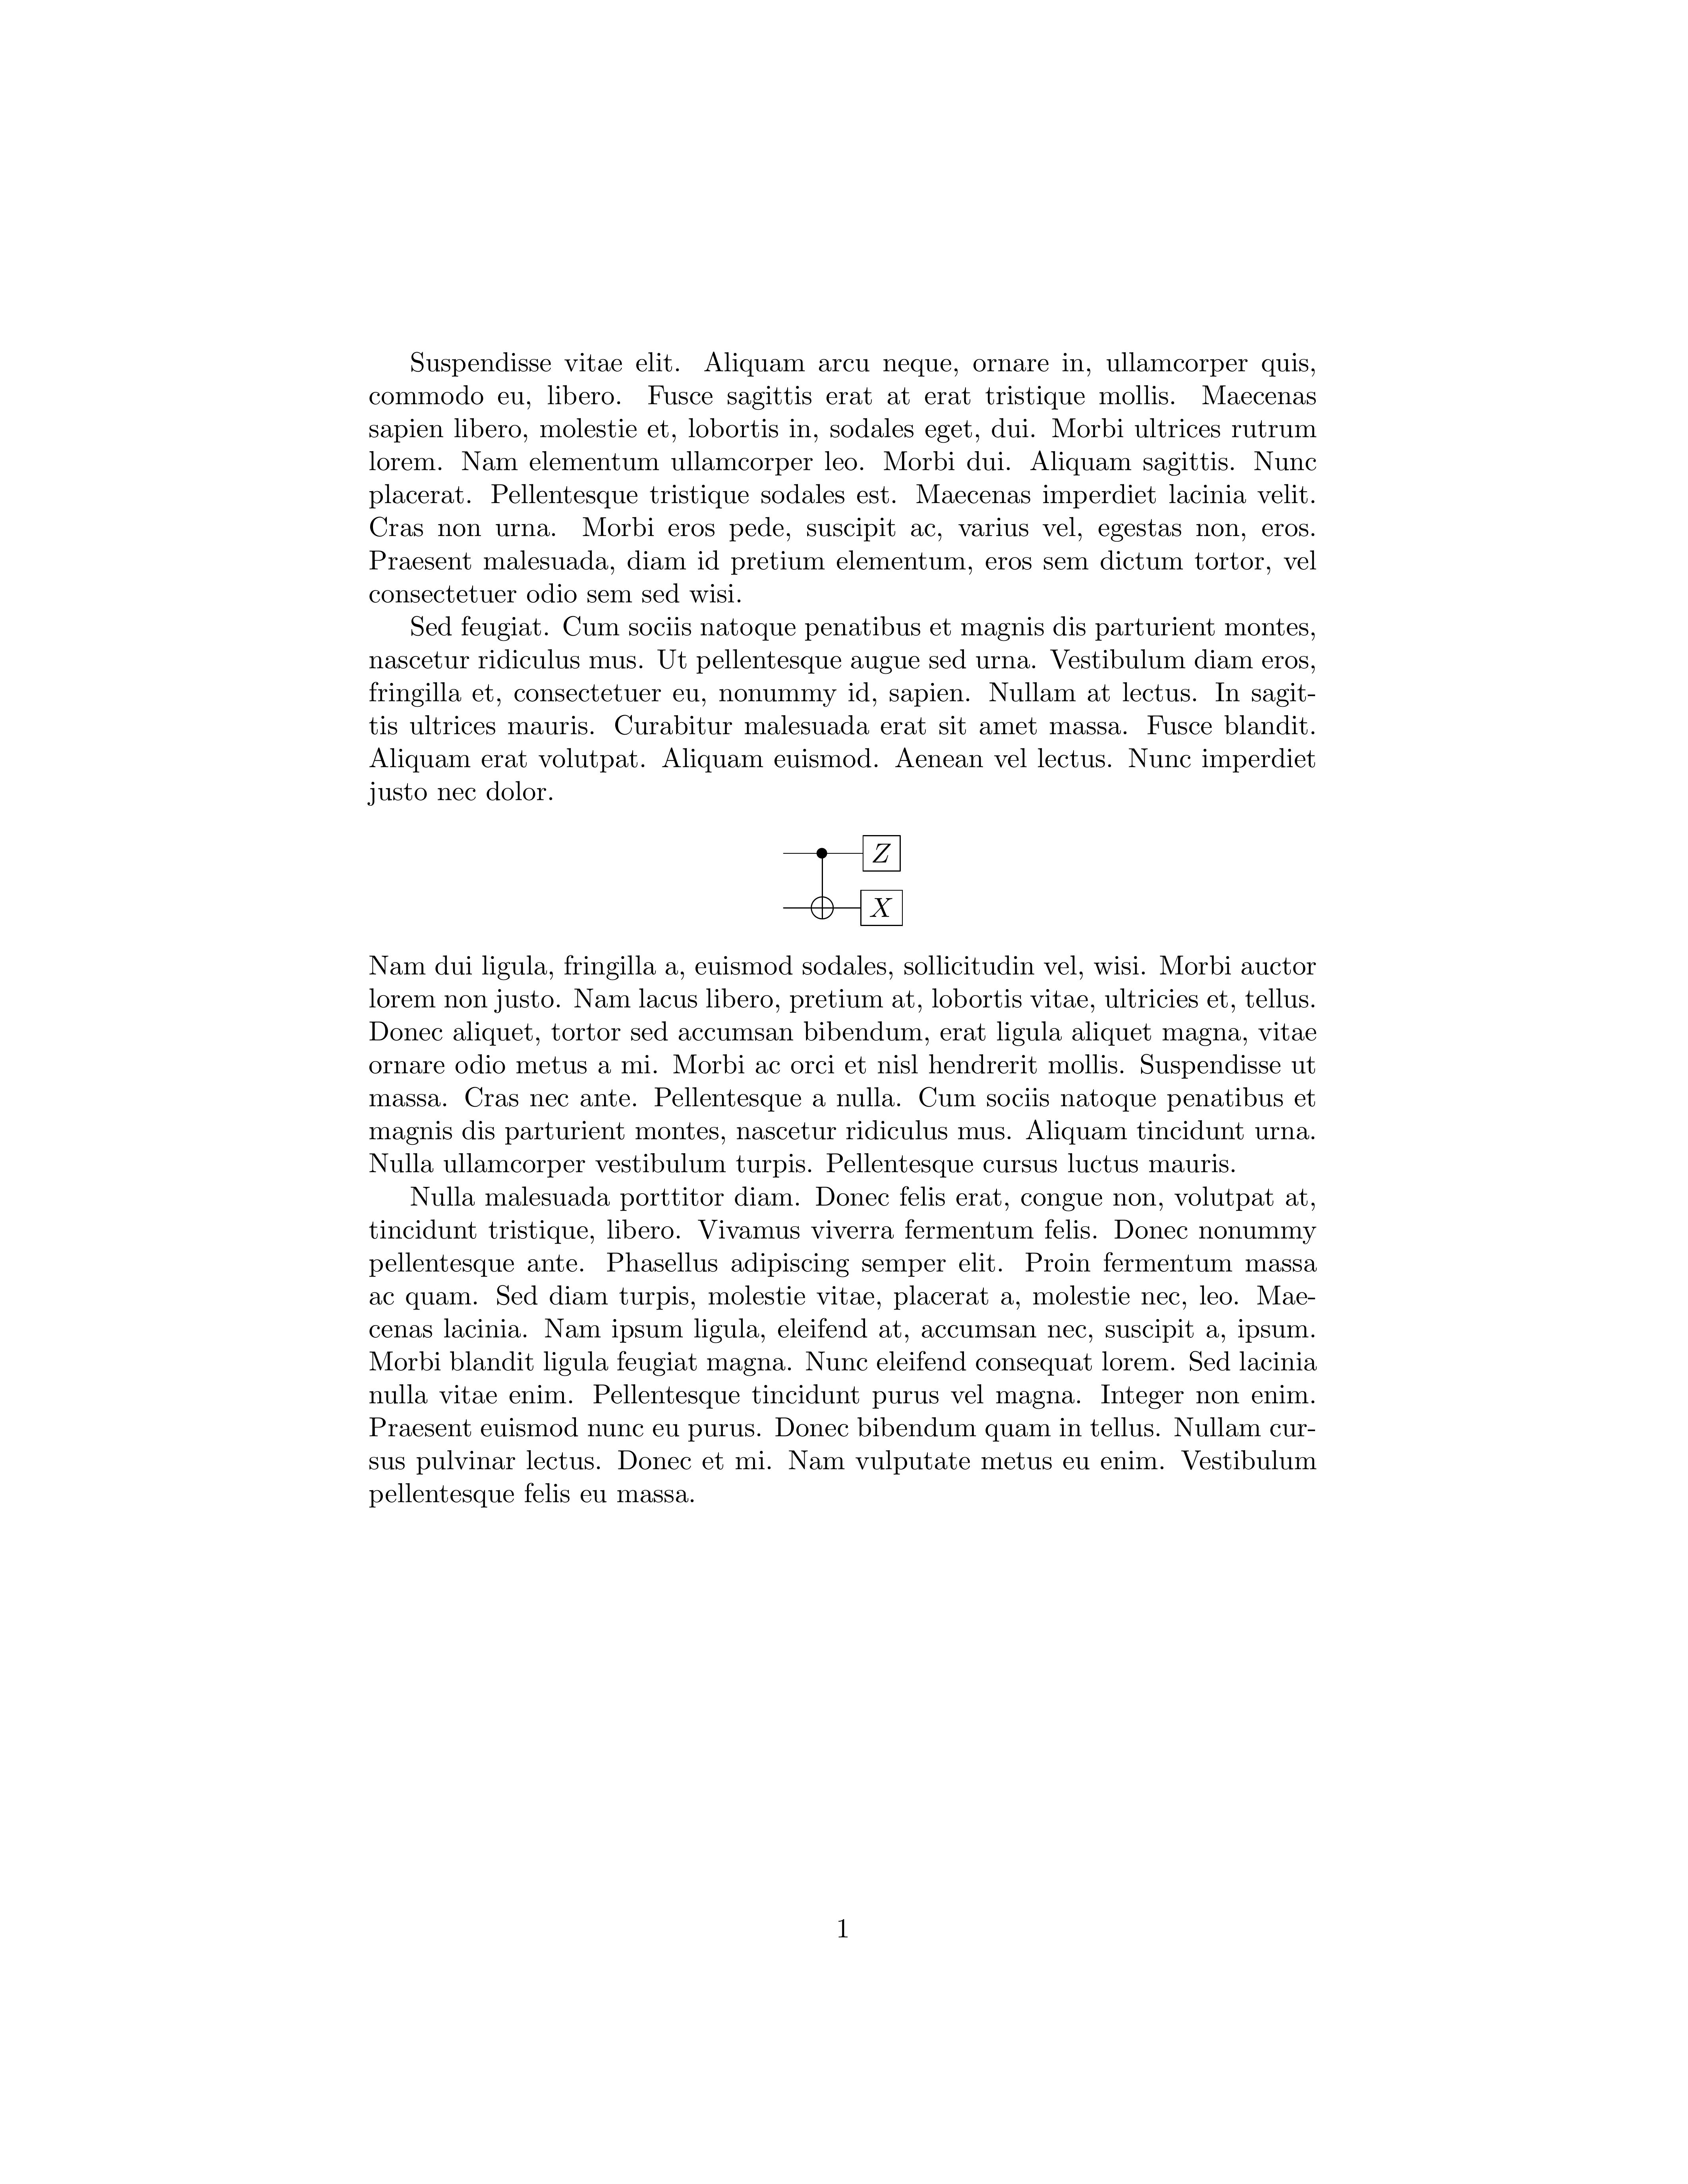 Suspendisse vitae elit. Aliquam arcu neque, ornare in, ullamcorper quis,
commodo eu, libero. Fusce sagittis erat at erat tristique mollis. Maecenas
sapien libero, molestie et, lobortis in, sodales eget, dui. Morbi ultrices rutrum
lorem. Nam elementum ullamcorper leo. Morbi dui. Aliquam sagittis. Nunc
placerat. Pellentesque tristique sodales est. Maecenas imperdiet lacinia velit.
Cras non urna. Morbi eros pede, suscipit ac, varius vel, egestas non, eros.
Praesent malesuada, diam id pretium elementum, eros sem dictum tortor, vel
consectetuer odio sem sed wisi.
Sed feugiat. Cum sociis natoque penatibus et magnis dis parturient montes,
nascetur ridiculus mus. Ut pellentesque augue sed urna. Vestibulum diam eros,
fringilla et, consectetuer eu, nonummy id, sapien. Nullam at lectus. In sagit-
tis ultrices mauris. Curabitur malesuada erat sit amet massa. Fusce blandit.
Aliquam erat volutpat. Aliquam euismod. Aenean vel lectus. Nunc imperdiet
justo nec dolor.
Z
X
Nam dui ligula, fringilla a, euismod sodales, sollicitudin vel, wisi. Morbi auctor
lorem non justo. Nam lacus libero, pretium at, lobortis vitae, ultricies et, tellus.
Donec aliquet, tortor sed accumsan bibendum, erat ligula aliquet magna, vitae
ornare odio metus a mi. Morbi ac orci et nisl hendrerit mollis. Suspendisse ut
massa. Cras nec ante. Pellentesque a nulla. Cum sociis natoque penatibus et
magnis dis parturient montes, nascetur ridiculus mus. Aliquam tincidunt urna.
Nulla ullamcorper vestibulum turpis. Pellentesque cursus luctus mauris.
Nulla malesuada porttitor diam. Donec felis erat, congue non, volutpat at,
tincidunt tristique, libero. Vivamus viverra fermentum felis. Donec nonummy
pellentesque ante. Phasellus adipiscing semper elit. Proin fermentum massa
ac quam. Sed diam turpis, molestie vitae, placerat a, molestie nec, leo. Mae-
cenas lacinia. Nam ipsum ligula, eleifend at, accumsan nec, suscipit a, ipsum.
Morbi blandit ligula feugiat magna. Nunc eleifend consequat lorem. Sed lacinia
nulla vitae enim. Pellentesque tincidunt purus vel magna. Integer non enim.
Praesent euismod nunc eu purus. Donec bibendum quam in tellus. Nullam cur-
sus pulvinar lectus. Donec et mi. Nam vulputate metus eu enim. Vestibulum
pellentesque felis eu massa.
1